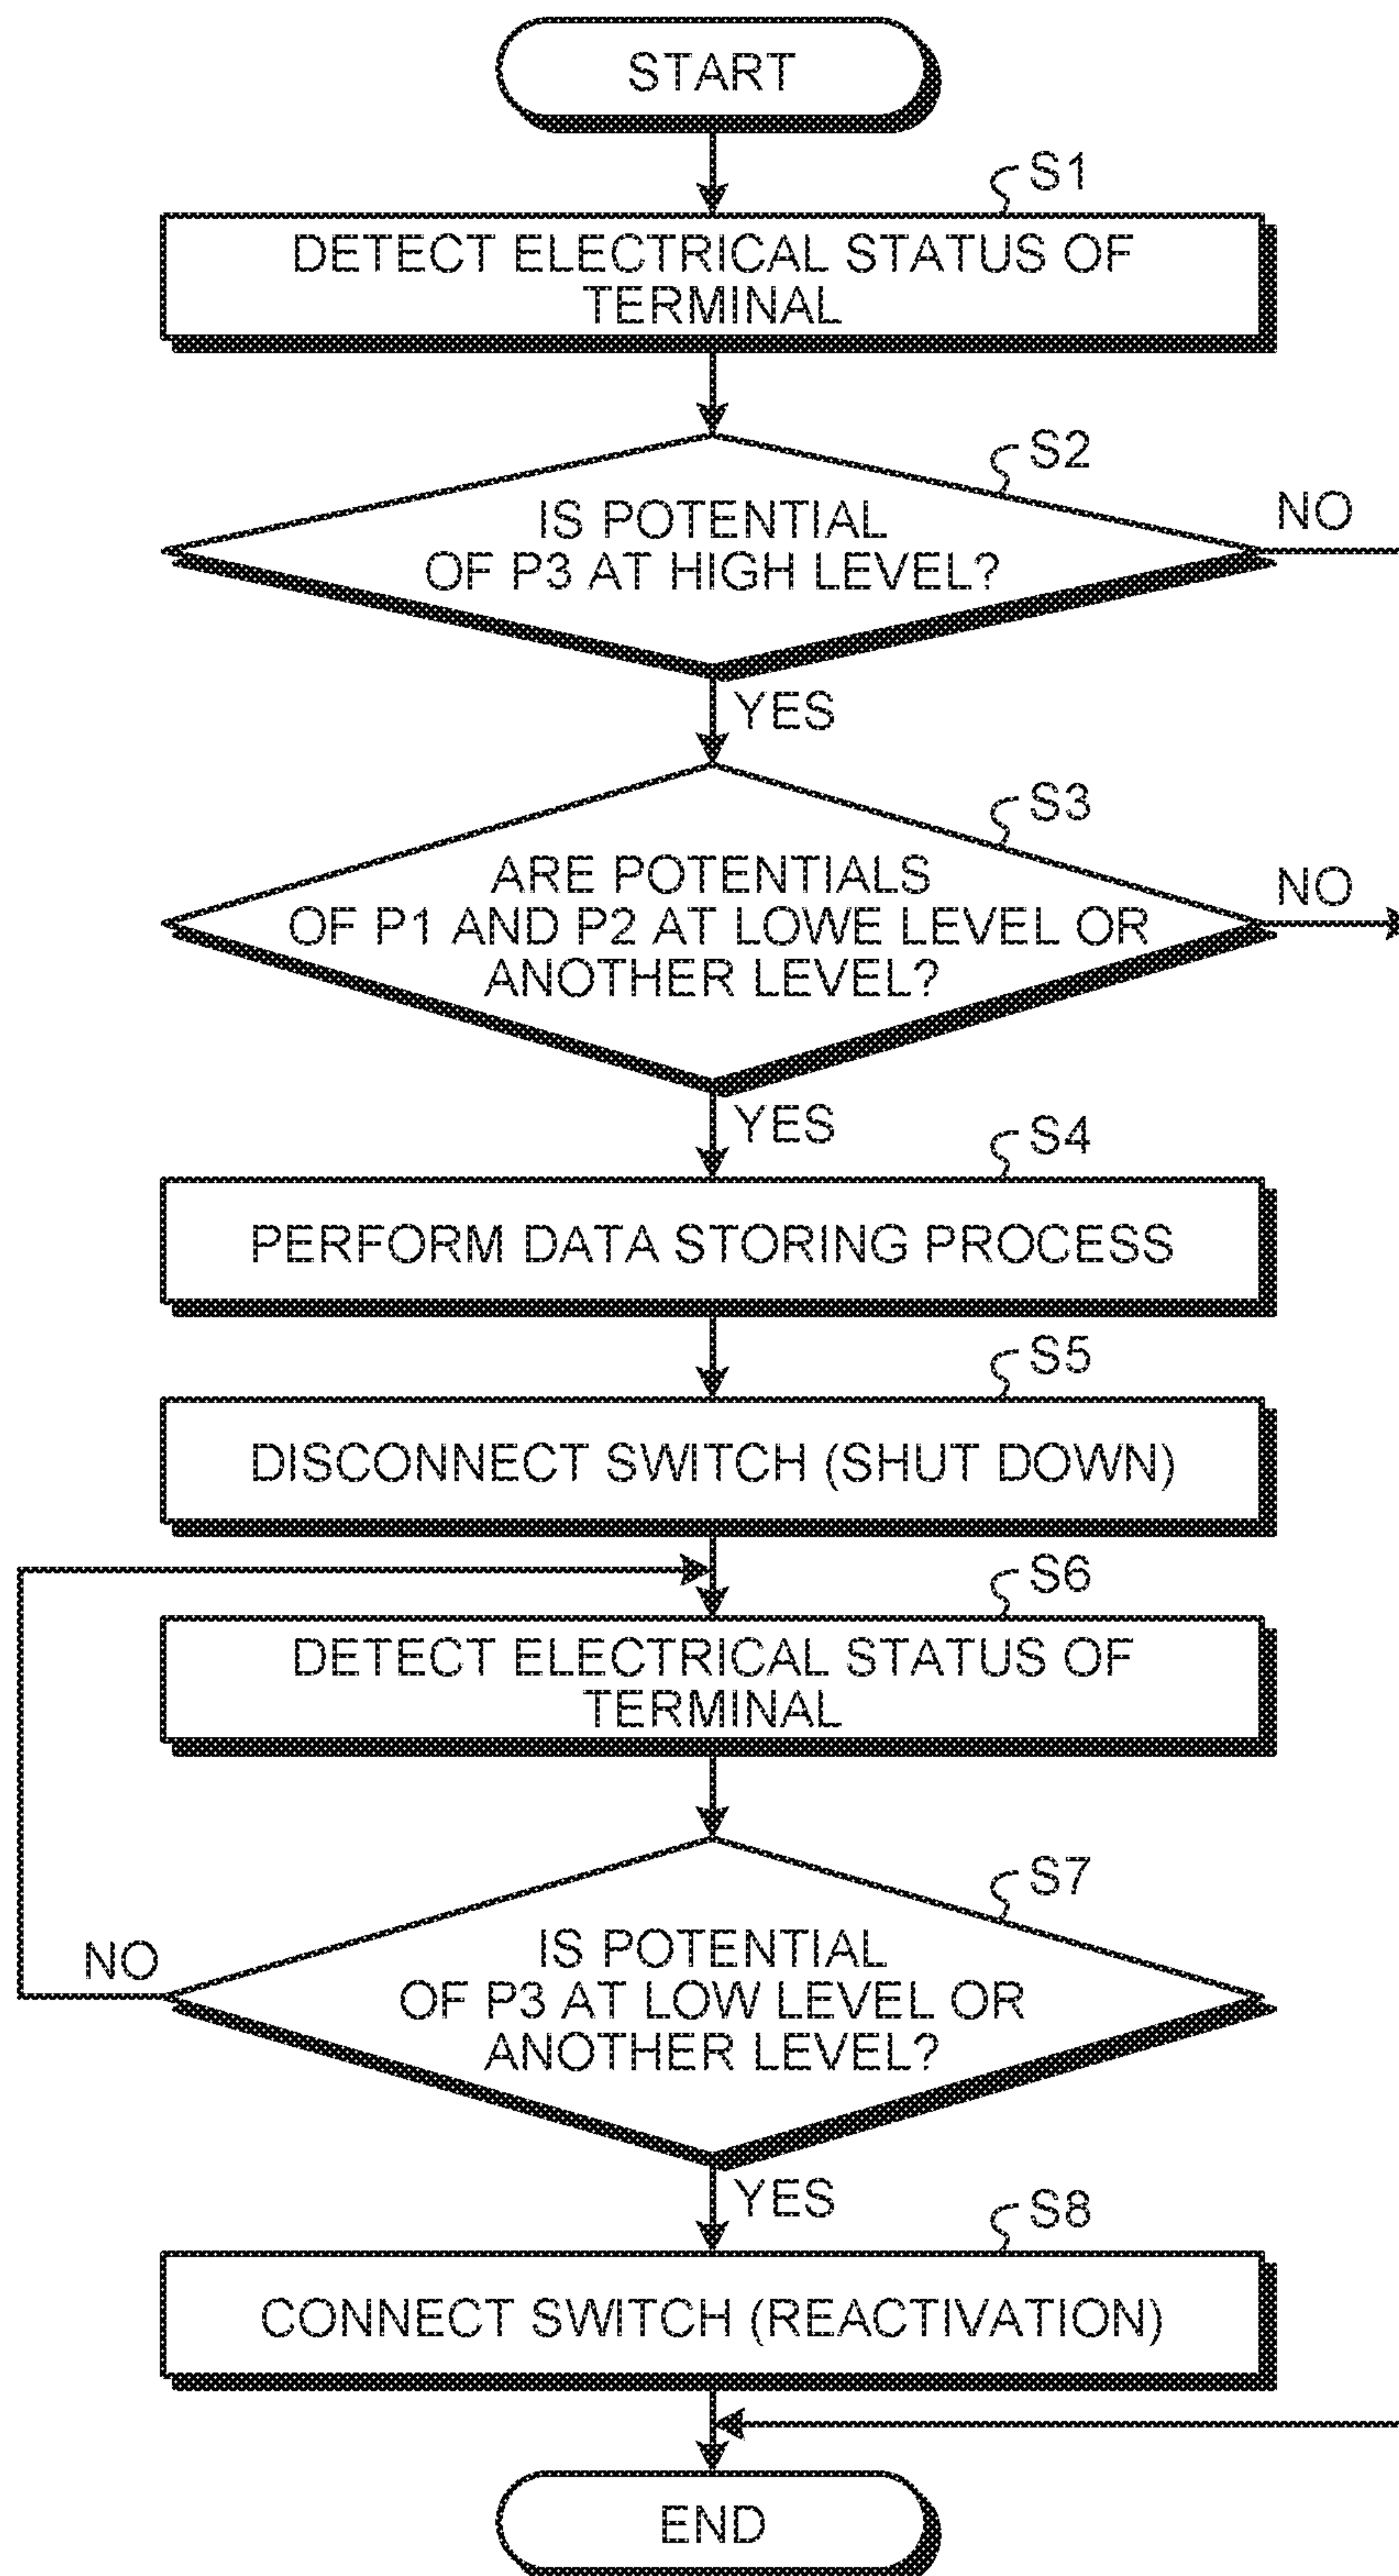 START
S1
DETECT ELECTRICAL STATUS OF
TERMINAL
S2
IS POTENTIAL
OF P3 AT HIGH LEVEL?
NO
YES
S3
ARE POTENTIALS
OF P1 AND P2 AT LOWE LEVEL OR
ANOTHER LEVEL?
NO
YES
S4
PERFORM DATA STORING PROCESS
S5
DISCONNECT SWITCH (SHUT DOWN)
S6
DETECT ELECTRICAL STATUS OF
TERMINAL
S7
IS POTENTIAL
OF P3 AT LOW LEVEL OR
ANOTHER LEVEL?
NO
YES
S8
CONNECT SWITCH (REACTIVATION)
END